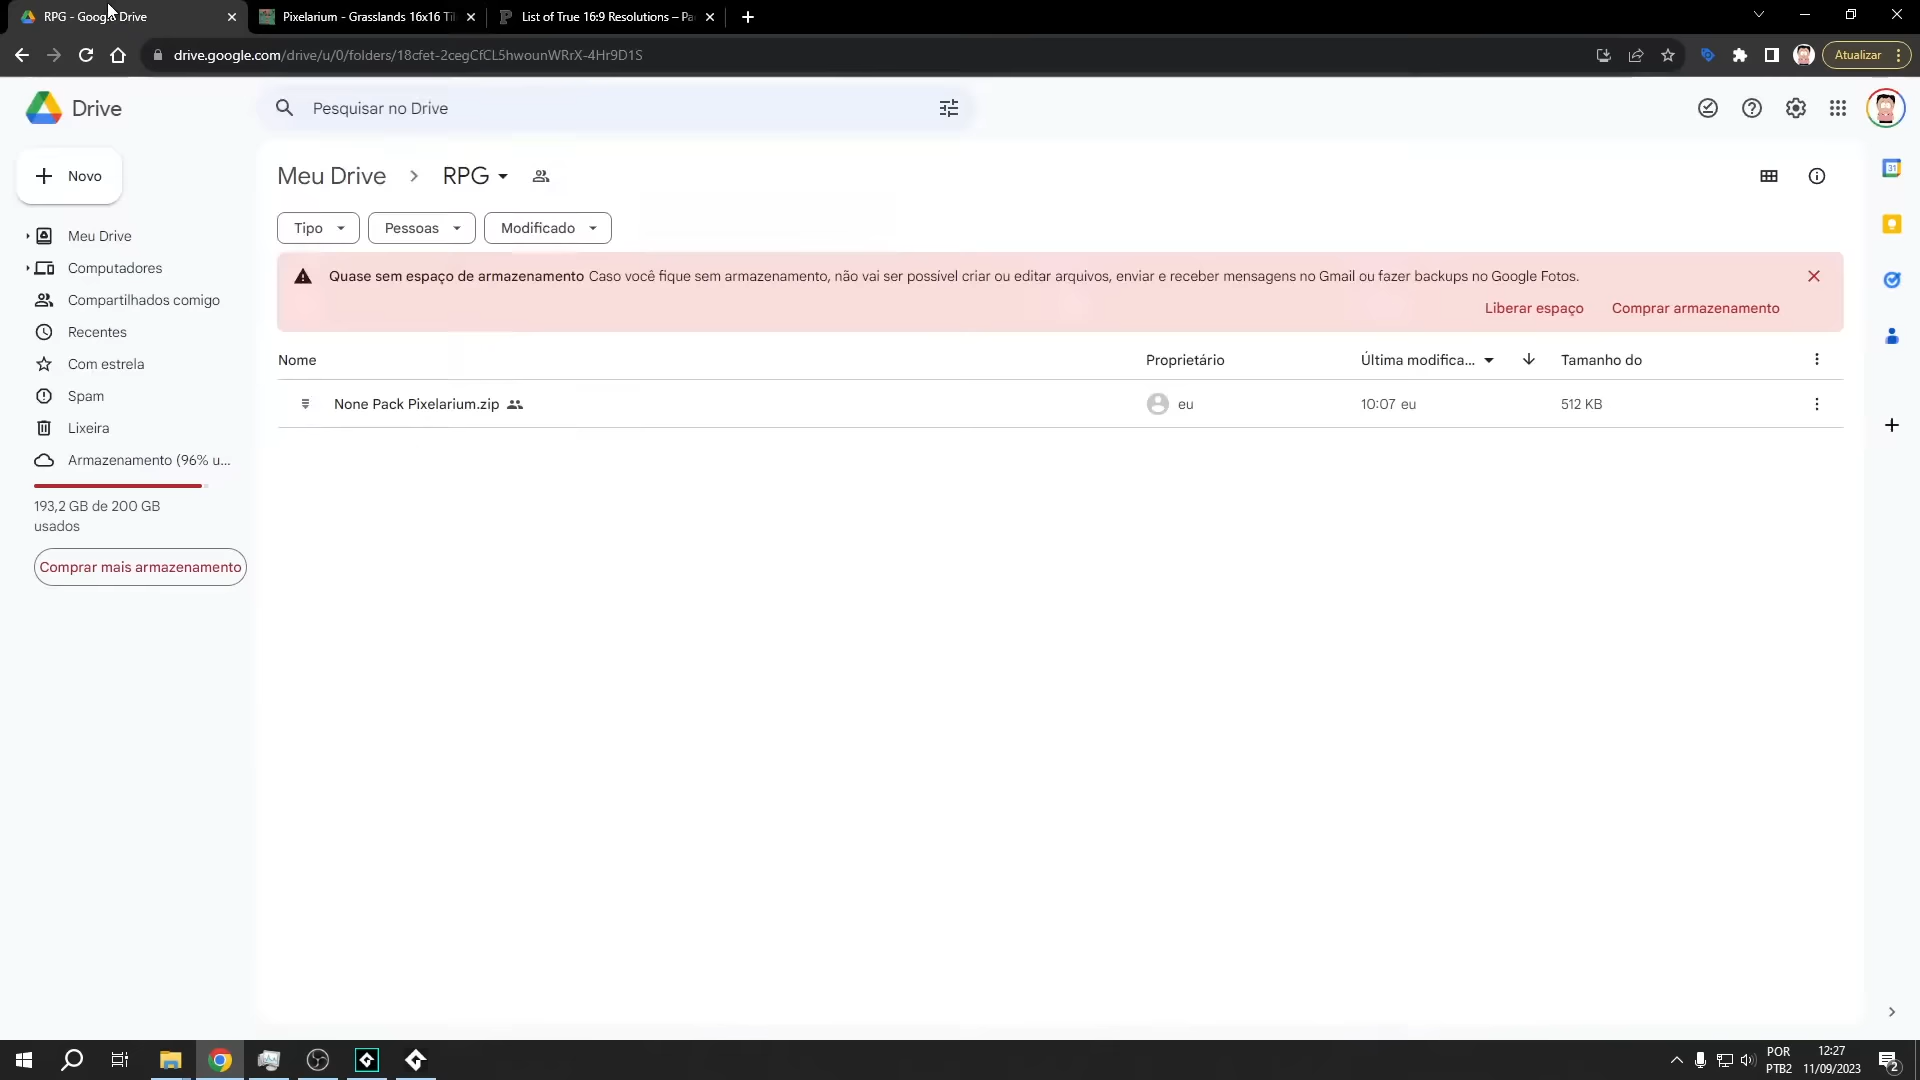 RPG - Google Drive
Pixelarium - Grasslands 16x16 Til
List of True 16:9 Resolutions – Pa
drive.google.com/drive/u/0/folders/18cfet-2cegCfCL5hwounWRrX-4Hr9D1S
Atualizar
Drive
Pesquisar no Drive
Novo
Meu Drive
RPG
31
Tipo
Pessoas
Modificado
Meu Drive
Computadores
Compartilhados comigo
Recentes
Com estrela
Spam
Lixeira
Armazenamento (96% u...
193,2 GB de 200 GB
usados
Comprar mais armazenamento
Quase sem espaço de armazenamento Caso você fique sem armazenamento, não vai ser possível criar ou editar arquivos, enviar e receber mensagens no Gmail ou fazer backups no Google Fotos.
Liberar espaço
Comprar armazenamento
Nome
Proprietário
Última modifica...
Tamanho do
None Pack Pixelarium.zip
eu
10:07 eu
512 KB
POR
PTB2
12:27
11/09/2023
2